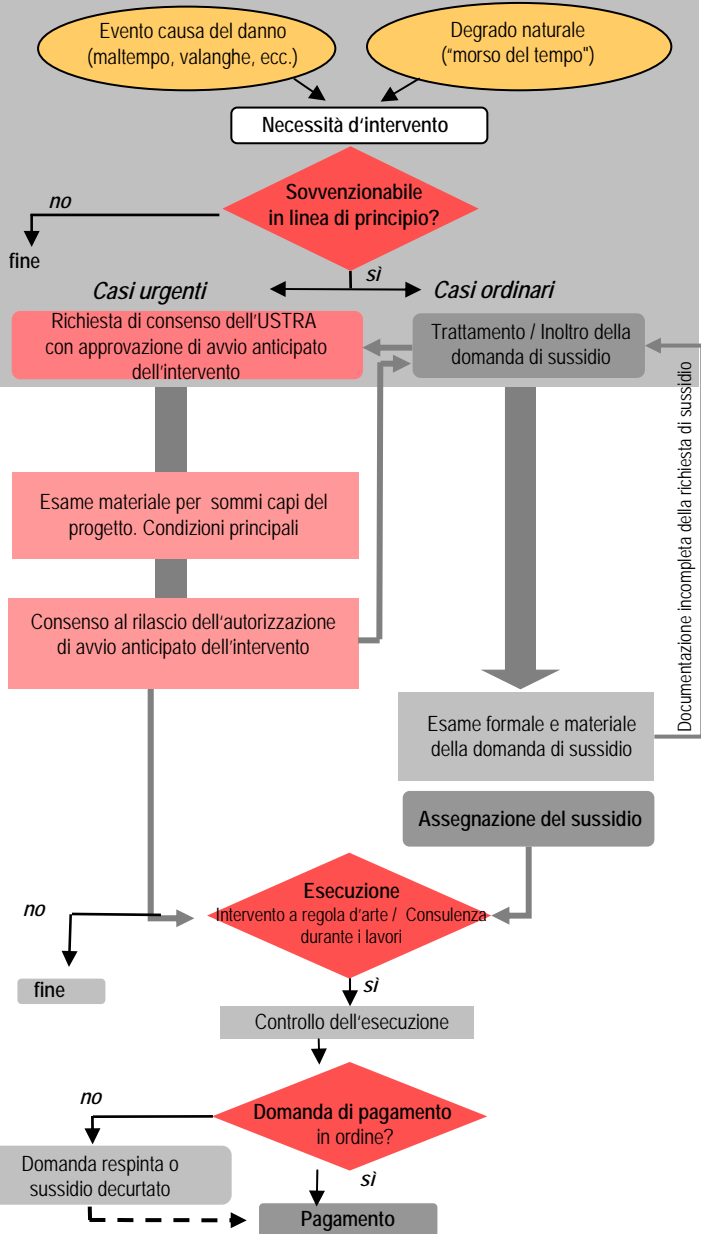 Evento causa del danno
(maltempo, valanghe, ecc.)
Degrado naturale
("morso del tempo")
Necessità d'intervento
Sovvenzionabile
in linea di principio?
no
fine
sì
Casi urgenti
Casi ordinari
Richiesta di consenso dell'USTRA
con approvazione di avvio anticipato
dell'intervento
Trattamento / Inoltro della
domanda di sussidio
Documentazione incompleta della richiesta di sussidio
Esame materiale per sommi capi del
progetto. Condizioni principali
Consenso al rilascio dell'autorizzazione
di avvio anticipato dell'intervento
Esame formale e materiale
della domanda di sussidio
Assegnazione del sussidio
Esecuzione
Intervento a regola d'arte / Consulenza
durante i lavori
no
fine
sì
Controllo dell'esecuzione
Domanda di pagamento
in ordine?
no
Domanda respinta o
sussidio decurtato
sì
Pagamento